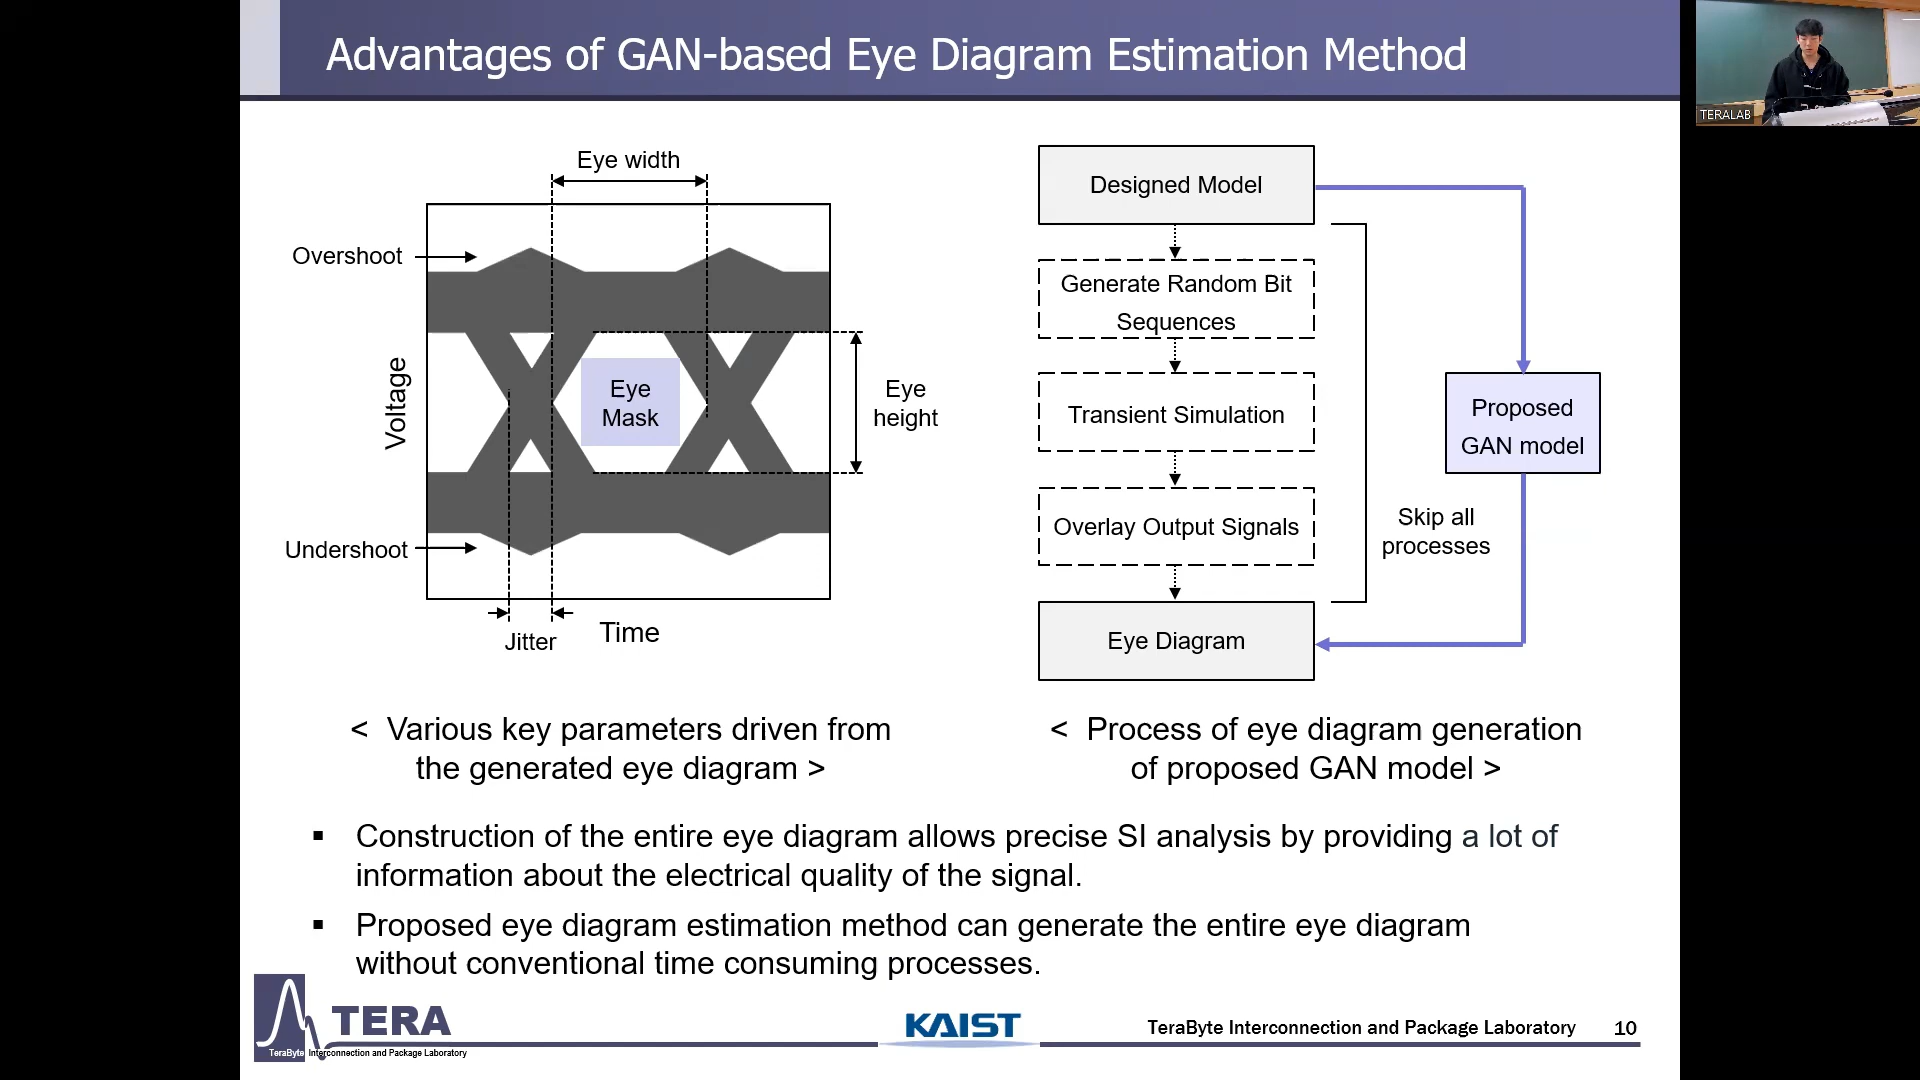 Advantages of GAN-based Eye Diagram Estimation Method
TERALAB
Eye width
Overshoot
Voltage
Eye
Mask
Eye
height
Undershoot
Jitter
Time
Designed Model
Generate Random Bit
Sequences
Transient Simulation
Overlay Output Signals
Eye Diagram
Proposed
GAN model
Skip all
processes
< Various key parameters driven from
the generated eye diagram >
< Process of eye diagram generation
of proposed GAN model >
▪ Construction of the entire eye diagram allows precise SI analysis by providing a lot of
information about the electrical quality of the signal.
▪ Proposed eye diagram estimation method can generate the entire eye diagram
without conventional time consuming processes.
TERA
TeraByte Interconnection and Package Laboratory
KAIST
TeraByte Interconnection and Package Laboratory 10